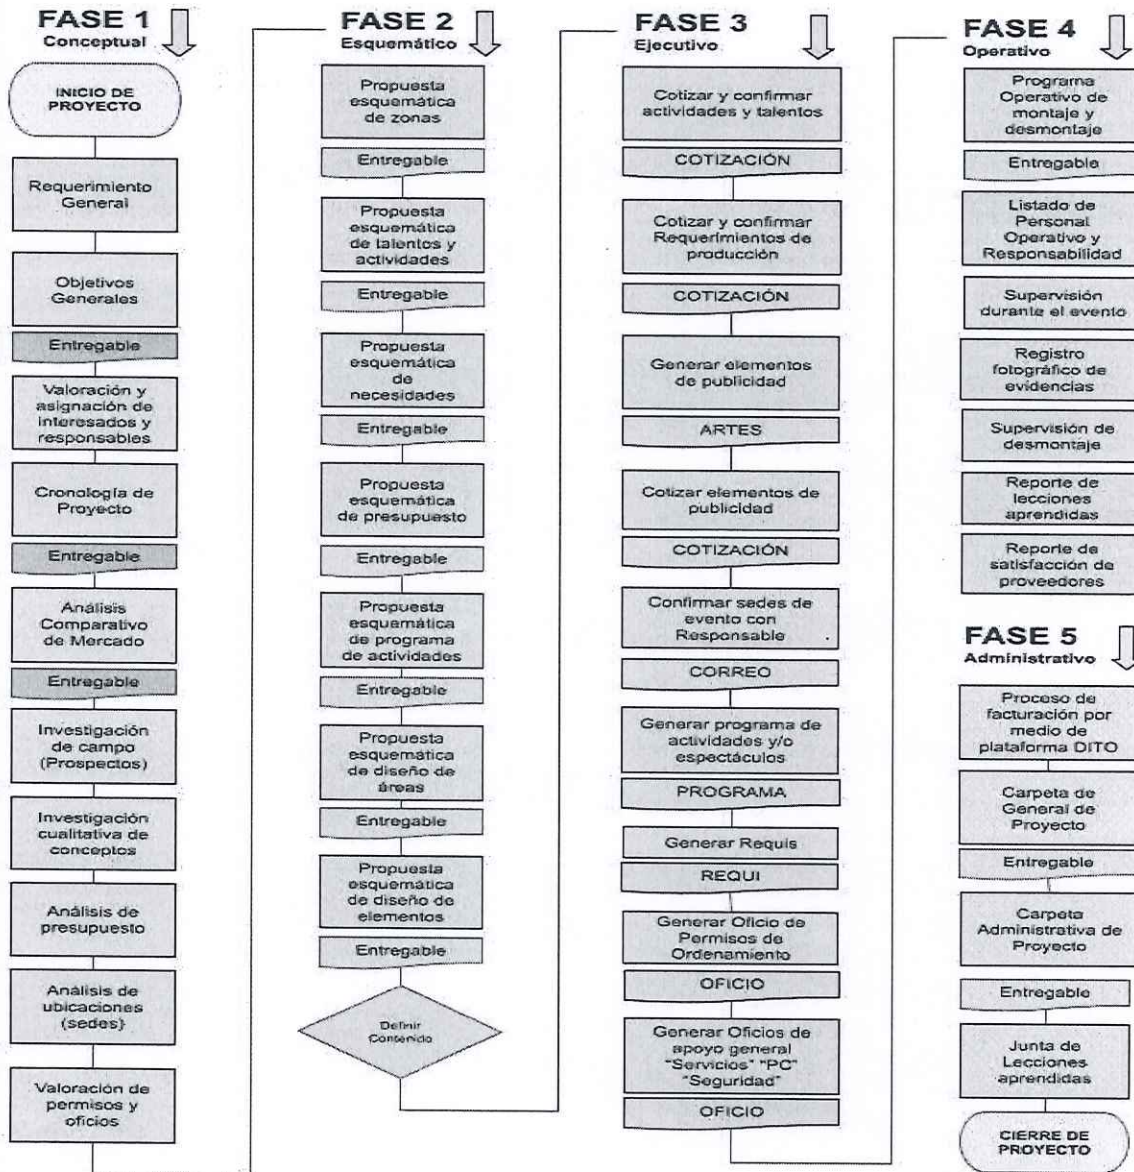 FASE 1
Conceptual
INICIO DE
PROYECTO
Requerimiento
General
Objetivos
Generales
Entregable
Valoración y
asignación de
interesados y
responsables
Cronología de
Proyecto
Entregable
Análisis
Comparativo
de Mercado
Entregable
Investigación
de campo
(Prospectos)
Investigación
cualitativa de
conceptos
Análisis de
presupuesto
Análisis de
ubicaciones
(sedes)
Valoración de
permisos y
oficios
FASE 2
Esquemático
Propuesta
esquemática
de zonas
Entregable
Propuesta
esquemática
de talentos y
actividades
Entregable
Propuesta
esquemática
de
necesidades
Entregable
Propuesta
esquemática
de presupuesto
Entregable
Propuesta
esquemática
de programa
de actividades
Entregable
Propuesta
esquemática
de diseño de
áreas
Entregable
Propuesta
esquemática
de diseño de
elementos
Entregable
Definir
Contenido
FASE 3
Ejecutivo
Cotizar y confirmar
actividades y talentos
COTIZACIÓN
Cotizar y confirmar
Requerimientos de
producción
COTIZACIÓN
Generar elementos
de publicidad
ARTES
Cotizar elementos de
publicidad
COTIZACIÓN
Confirmar sedes de
evento con
Responsable
CORREO
Generar programa de
actividades y/o
espectáculos
PROGRAMA
Generar Requis
REQUI
Generar Oficio de
Permisos de
Ordenamiento
OFICIO
Generar Oficios de
apoyo general
"Servicios" "PC"
"Seguridad"
OFICIO
FASE 4
Operativo
Programa
Operativo de
montaje y
desmontaje
Entregable
Listado de
Personal
Operativo y
Responsabilidad
Supervisión
durante el evento
Registro
fotográfico de
evidencias
Supervisión de
desmontaje
Reporte de
lecciones
aprendidas
Reporte de
satisfacción de
proveedores
FASE 5
Administrativo
Proceso de
facturación por
medio de
plataforma DITO
Carpeta de
General de
Proyecto
Entregable
Carpeta
Administrativa de
Proyecto
Entregable
Junta de
Lecciones
aprendidas
CIERRE DE
PROYECTO